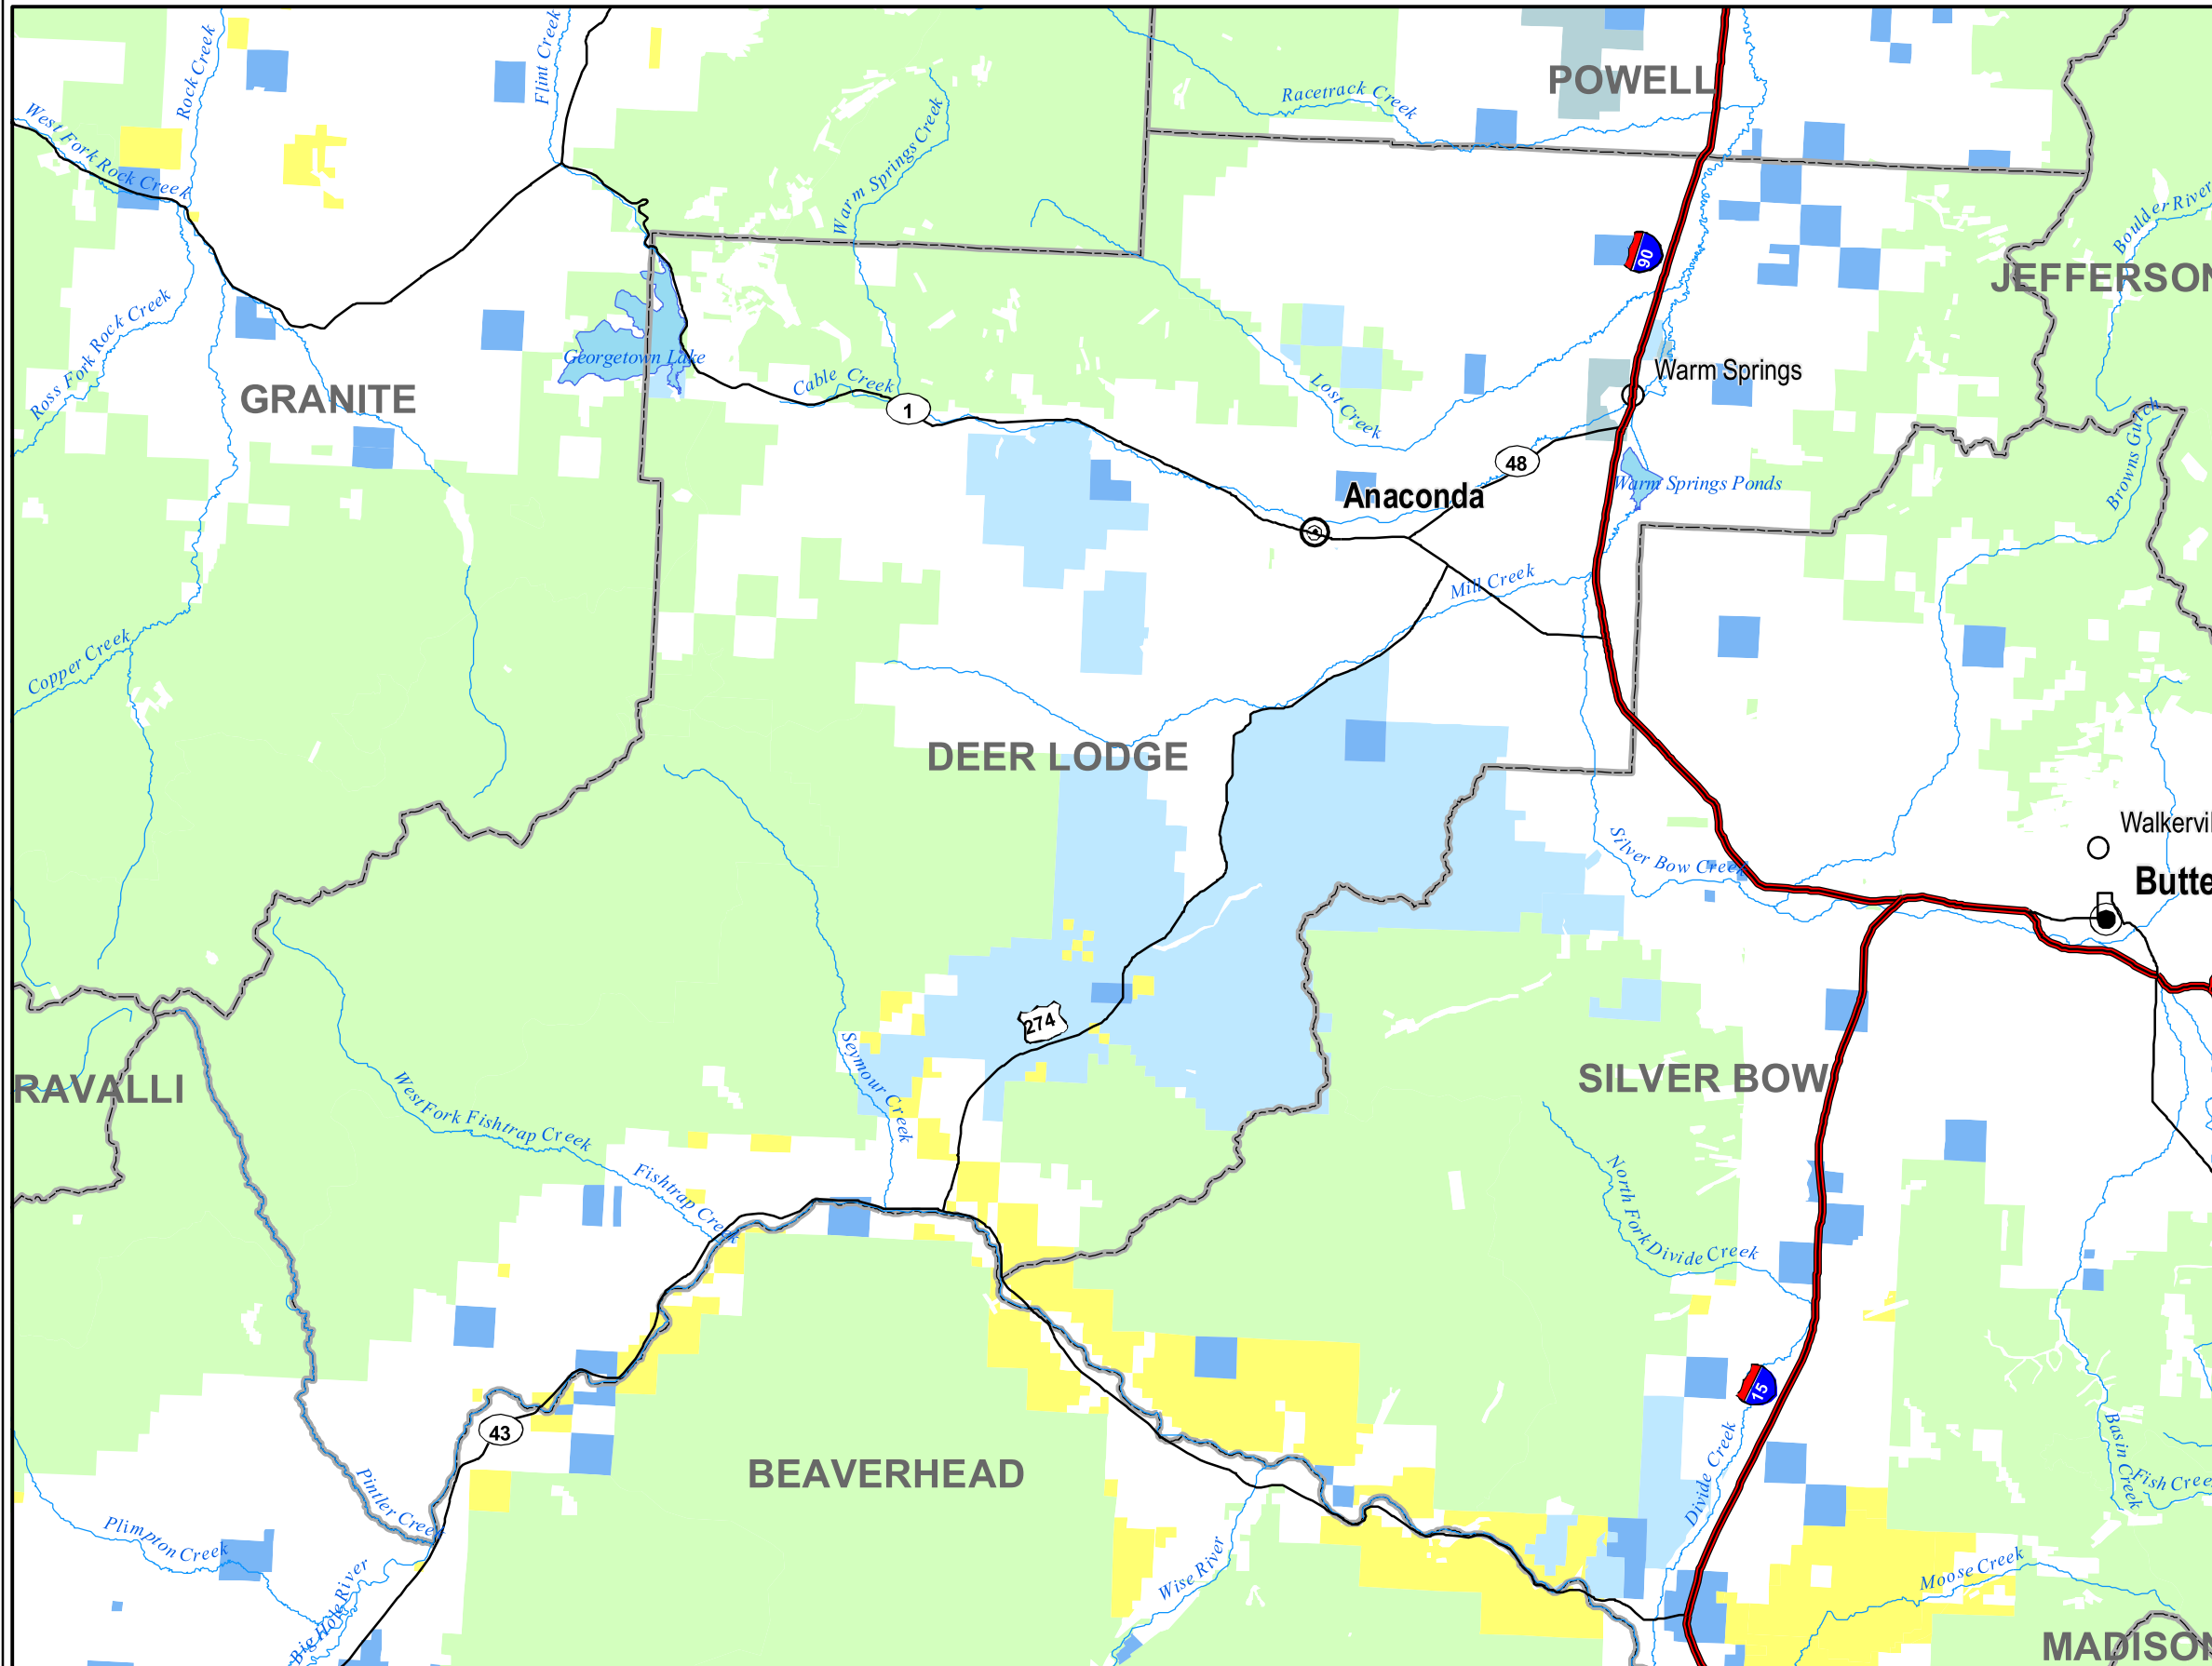 Rock Creek
Flint Creek
POWELL
Racetrack Creek
West Fork Rock Creek
Warm Springs Creek
Boulder River
90
JEFFERSON
Ross Fork Rock Creek
Georgetown Lake
Warm Springs
GRANITE
Cable Creek
1
Lost Creek
Browns Gulch
48
Warm Springs Ponds
Anaconda
Mill Creek
Copper Creek
DEER LODGE
Walkervil
Silver Bow Creek
Butte
274
Seymour Creek
RAVALLI
SILVER BOW
West Fork Fishtrap Creek
Fishtrap Creek
North Fork Divide Creek
15
43
BEAVERHEAD
Divide Creek
Basin Creek
Fish Cree
Pintler Creek
Plimpton Creek
Wise River
Moose Creek
Big Hole River
MADISON